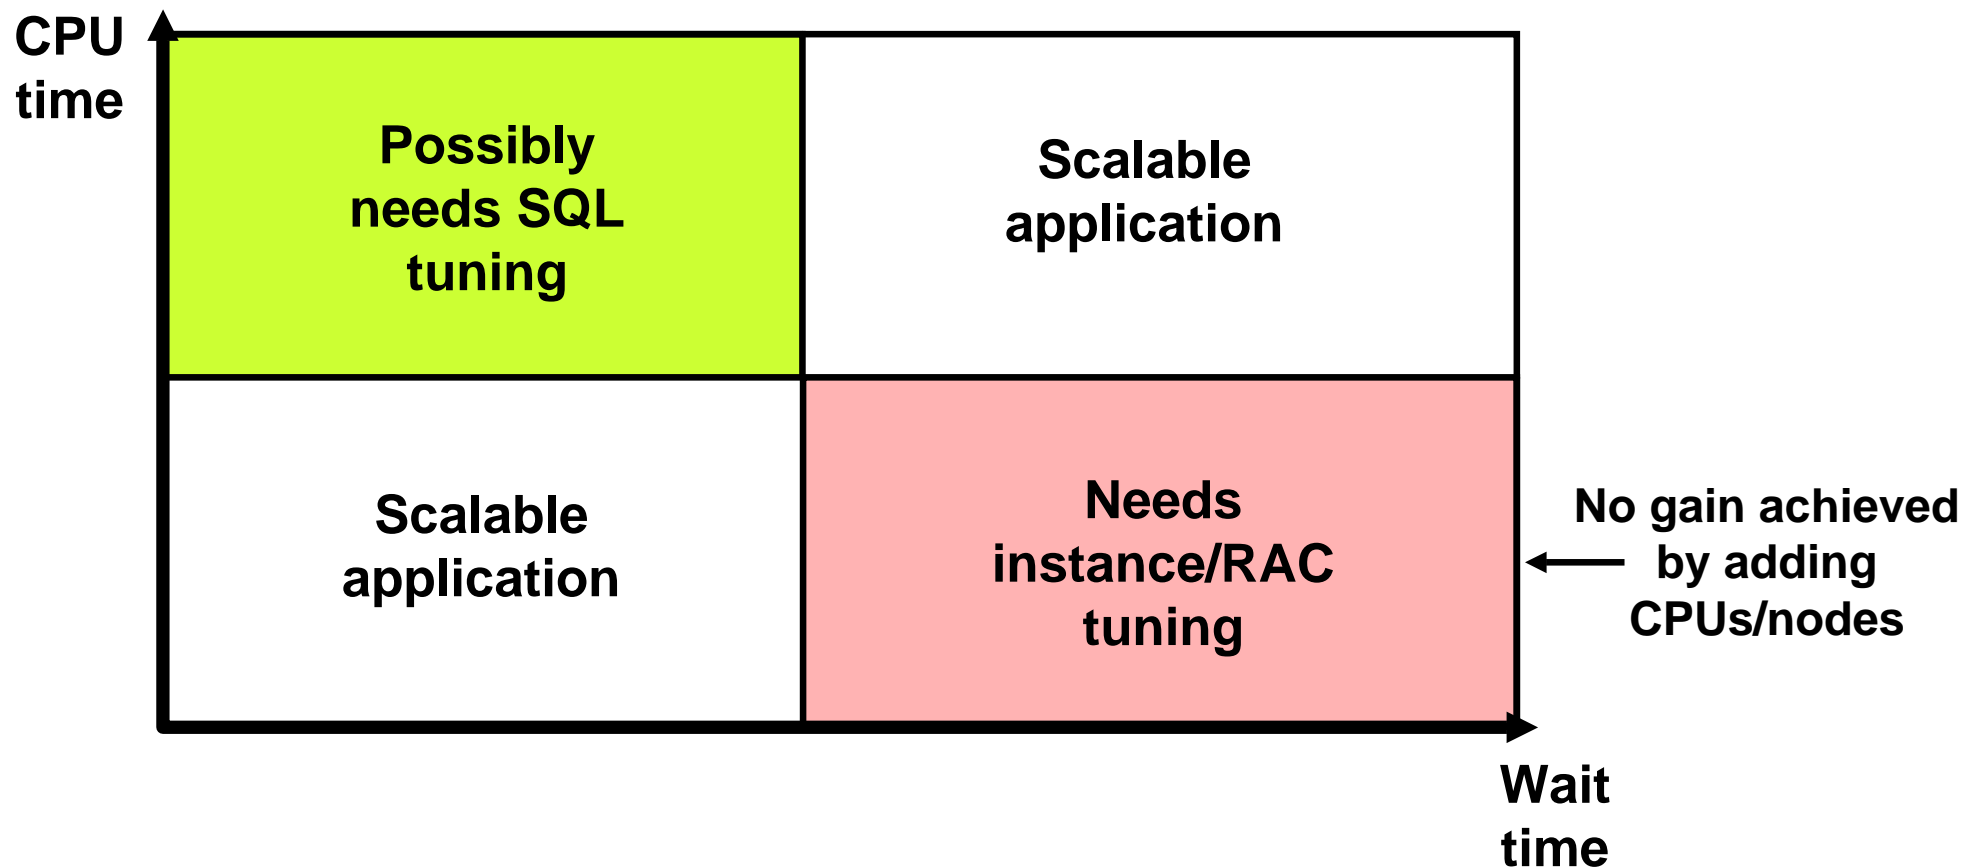 CPU
time
Possibly
needs SQL
tuning
Scalable
application
Scalable
application
Needs
instance/RAC
tuning
No gain achieved
by adding
CPUs/nodes
Wait
time